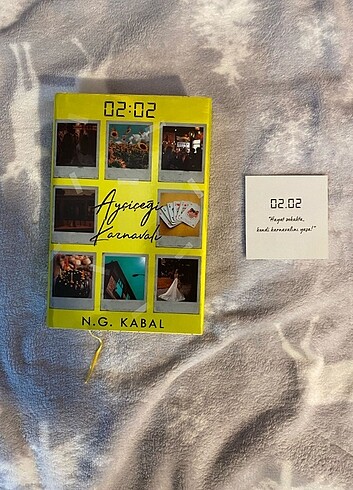 02:02
Ayçiçeği
Karnavalı
N.G. KABAL
02.02
"Hayat sokakta,
kendi karnavalını yaşa!"